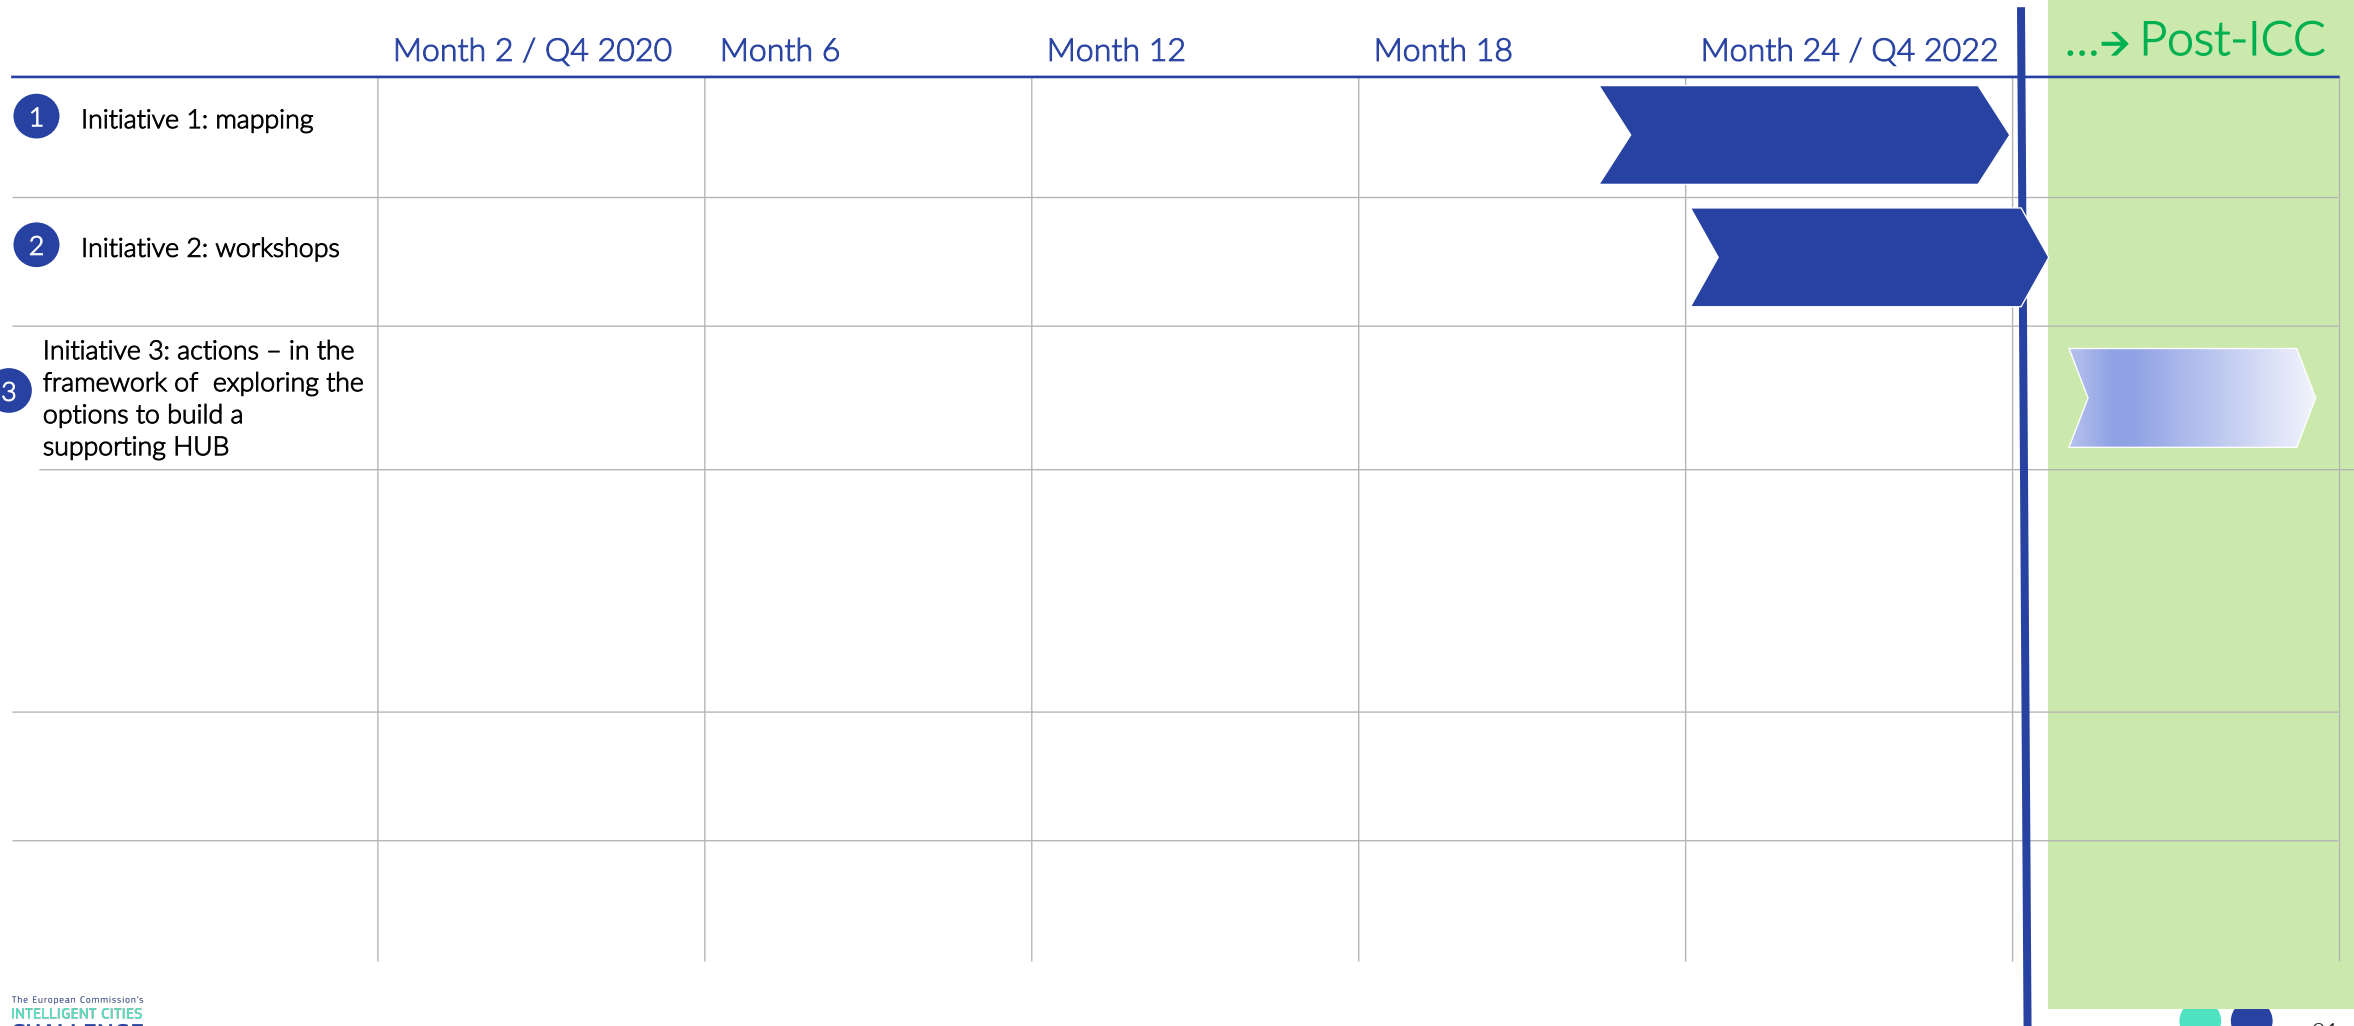 Month 2 / Q4 2020 Month 6 Month 12 Month 18 Month 24 / Q4 2022 ...→ Post-ICC
1 Initiative 1: mapping
2 Initiative 2: workshops
3 Initiative 3: actions – in the
framework of  exploring the
options to build a
supporting HUB
The European Commission's
INTELLIGENT CITIES